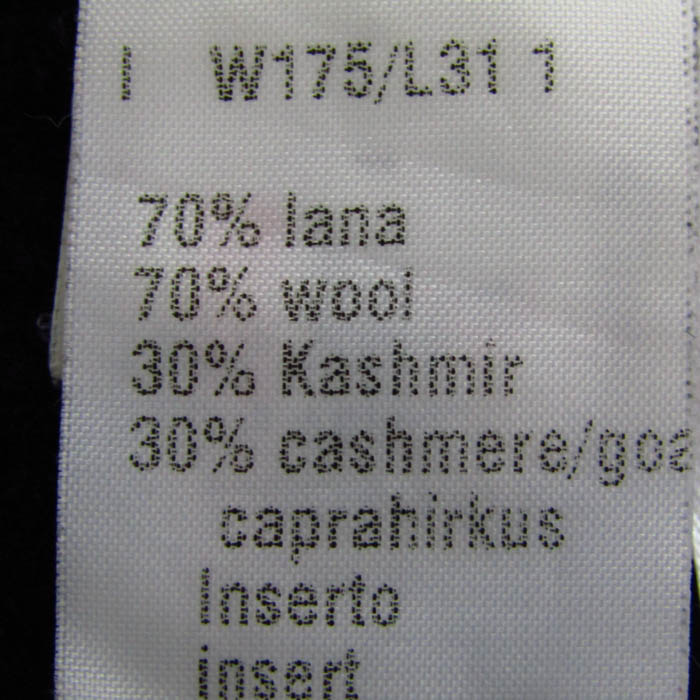 I W175/L31 1
70% lana
70% wool
30% Kashmir
30% cashmere/goa
caprahirkus
Inserto
insert